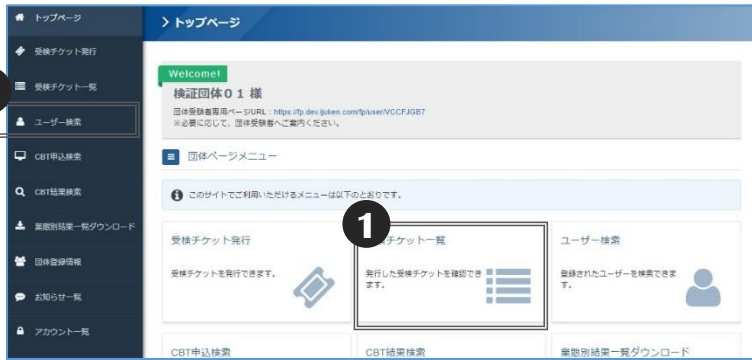 トップページ
受検チケット発行
受検チケット一覧
ユーザー検索
CBT申込検索
CBT結果検索
業態別結果一覧ダウンロード
団体登録情報
お知らせ一覧
アカウント一覧
トップページ
Welcome!
検証団体01 様
団体受験者専用ページURL : https://ifp.dev.ijuken.com/fp/user/VCCFJGB7
※必要に応じて、団体受験者へご案内ください。
団体ページメニュー
このサイトでご利用いただけるメニューは以下のとおりです。
1
受検チケット発行
検チケット一覧
ユーザー検索
受検チケットを発行できます。
発行した受検チケットを確認でき
ます。
登録されたユーザーを検索できま
す。
CBT申込検索
CBT結果検索
業態別結果一覧ダウンロード